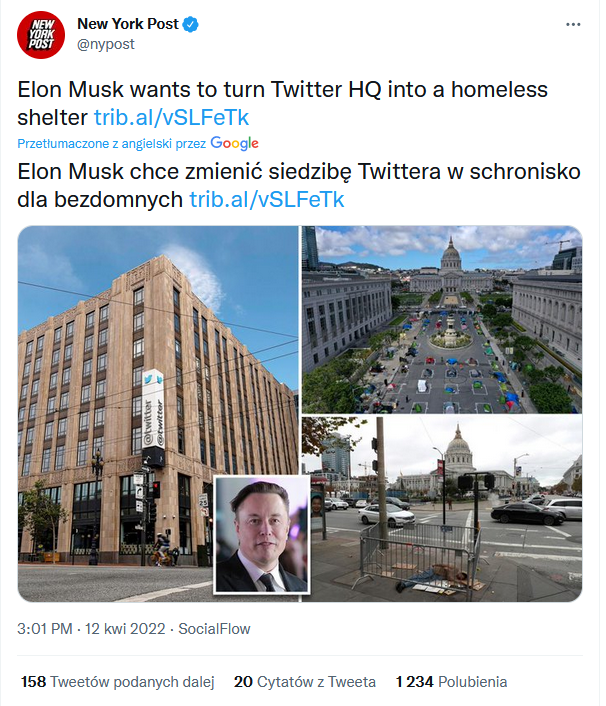 NEW
YORK
POST
New York Post
@nypost
Elon Musk wants to turn Twitter HQ into a homeless
shelter trib.al/vSLFeTk
Przetłumaczone z angielski przez Google
Elon Musk chce zmienić siedzibę Twittera w schronisko
dla bezdomnych trib.al/vSLFeTk
@twitter
@twitter
3:01 PM · 12 kwi 2022 · SocialFlow
158 Tweetów podanych dalej 20 Cytatów z Tweeta 1 234 Polubienia